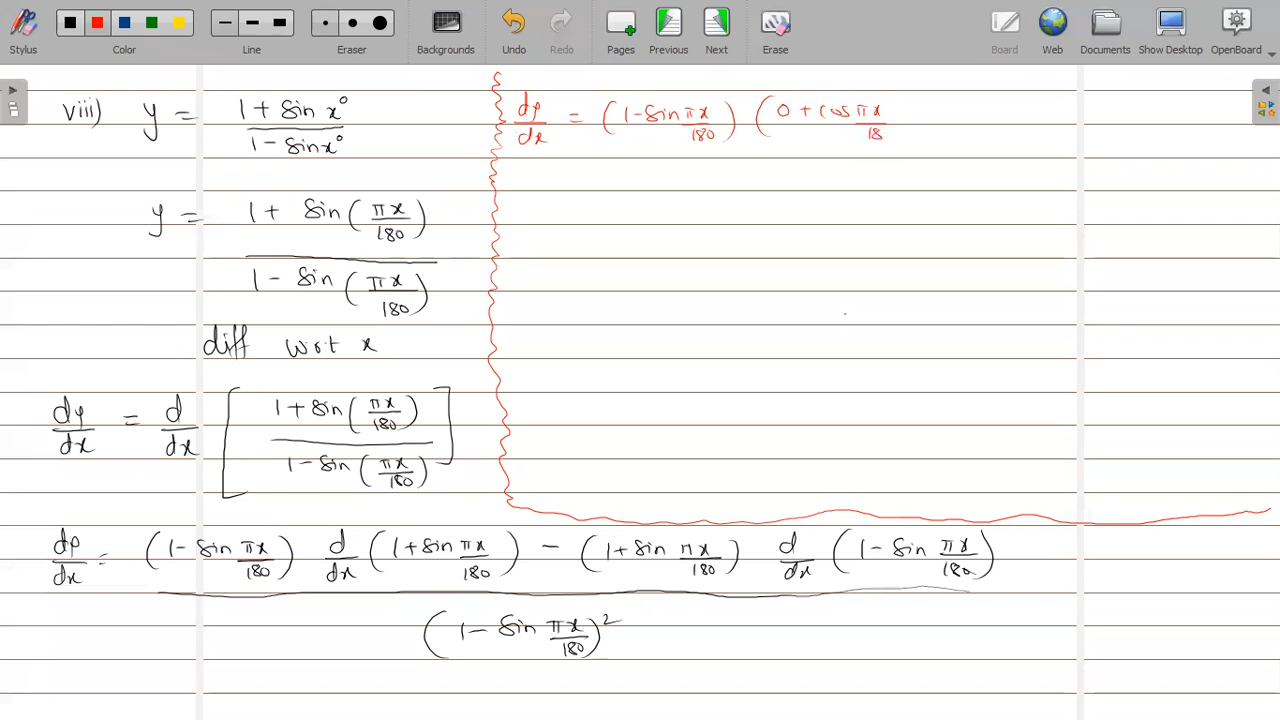 Stylus Color Line Eraser Backgrounds Undo Redo Pages Previous Next Erase Board Web Documents Show Desktop OpenBoard
viii) y = (1 + sin x°)/(1 - sin x°)
y = (1 + sin(πx/180))/(1 - sin(πx/180))
diff wrt x
dy/dx = d/dx [(1 + sin(πx/180))/(1 - sin(πx/180))]
dy/dx = ((1 - sin πx/180) d/dx (1 + sin πx/180) - (1 + sin πx/180) d/dx (1 - sin πx/180))/(1 - sin πx/180)²
dy/dx = (1 - sin πx/180) (0 + cos πx/18